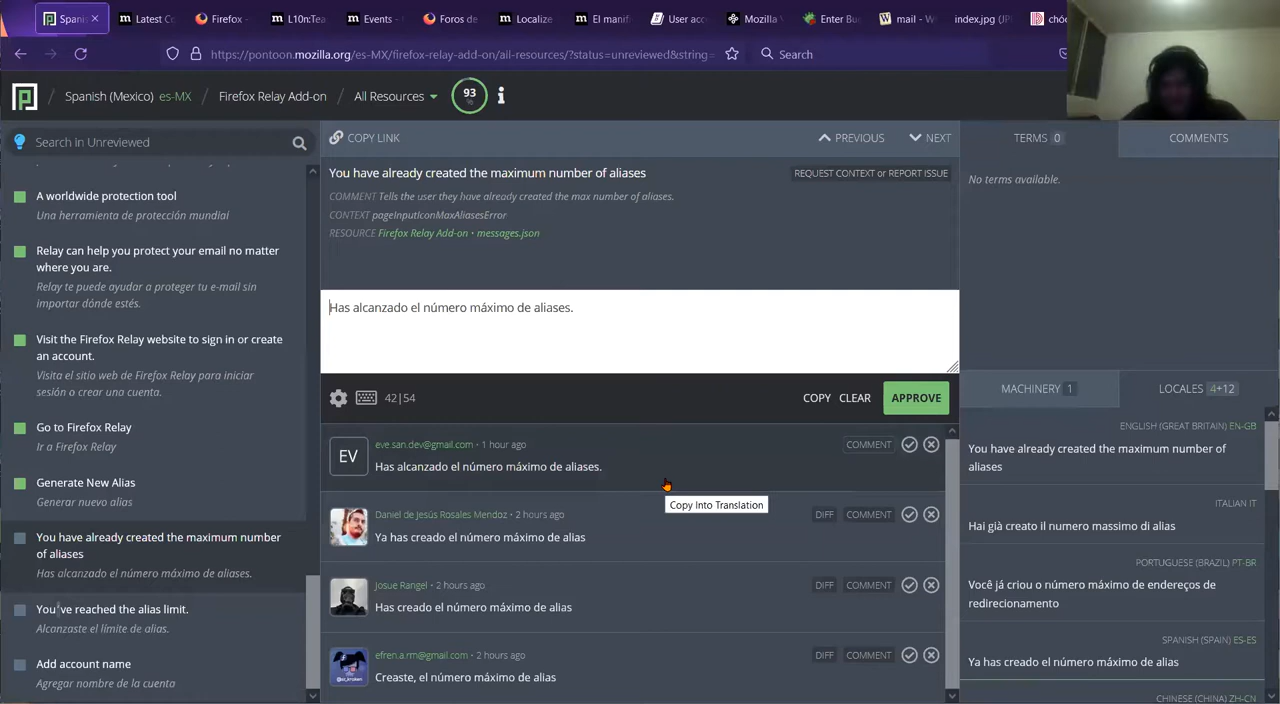 Spani
Latest Co
Firefox -
L10n:Tea
Events -
Foros de
Localize
El manif
User acc
Mozilla
Enter Bu
mail - W
index.jpg (JP
chó
https://pontoon.mozilla.org/es-MX/firefox-relay-add-on/all-resources/?status=unreviewed&string=
Search
Spanish (Mexico) es-MX
Firefox Relay Add-on
All Resources
93
%
Search in Unreviewed
A worldwide protection tool
Una herramienta de protección mundial
Relay can help you protect your email no matter
where you are.
Relay te puede ayudar a proteger tu e-mail sin
importar dónde estés.
Visit the Firefox Relay website to sign in or create
an account.
Visita el sitio web de Firefox Relay para iniciar
sesión o crear una cuenta.
Go to Firefox Relay
Ir a Firefox Relay
Generate New Alias
Generar nuevo alias
You have already created the maximum number
of aliases
Has alcanzado el número máximo de aliases.
You've reached the alias limit.
Alcanzaste el límite de alias.
Add account name
Agregar nombre de la cuenta
COPY LINK
PREVIOUS
NEXT
You have already created the maximum number of aliases
REQUEST CONTEXT or REPORT ISSUE
COMMENT Tells the user they have already created the max number of aliases.
CONTEXT pageInputIconMaxAliasesError
RESOURCE Firefox Relay Add-on • messages.json
Has alcanzado el número máximo de aliases.
42|54
COPY
CLEAR
APPROVE
EV
eve.san.dev@gmail.com • 1 hour ago
COMMENT
Has alcanzado el número máximo de aliases.
Copy Into Translation
Daniel de Jesús Rosales Mendoz • 2 hours ago
DIFF
COMMENT
Ya has creado el número máximo de alias
Josue Rangel • 2 hours ago
DIFF
COMMENT
Has creado el número máximo de alias
efren.a.rm@gmail.com • 2 hours ago
DIFF
COMMENT
Creaste, el número máximo de alias
TERMS 0
COMMENTS
No terms available.
MACHINERY 1
LOCALES 4+12
ENGLISH (GREAT BRITAIN) EN-GB
You have already created the maximum number of
aliases
ITALIAN IT
Hai già creato il numero massimo di alias
PORTUGUESE (BRAZIL) PT-BR
Você já criou o número máximo de endereços de
redirecionamento
SPANISH (SPAIN) ES-ES
Ya has creado el número máximo de alias
CHINESE (CHINA) ZH-CN